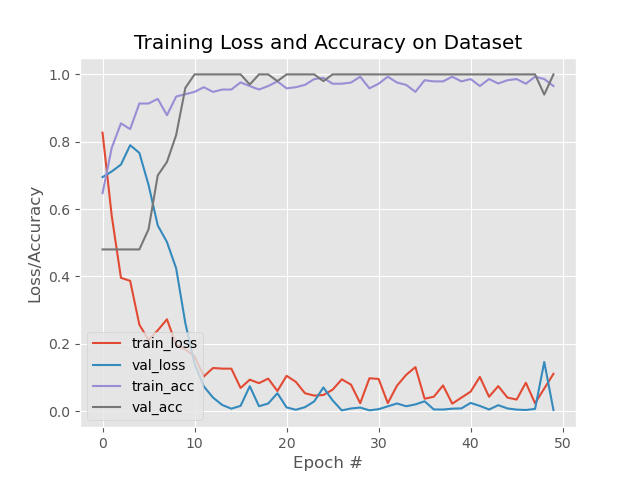 Training Loss and Accuracy on Dataset
Loss/Accuracy
1.0
0.8
0.6
0.4
0.2
0.0
train_loss
val_loss
train_acc
val_acc
0 10 20 30 40 50
Epoch #